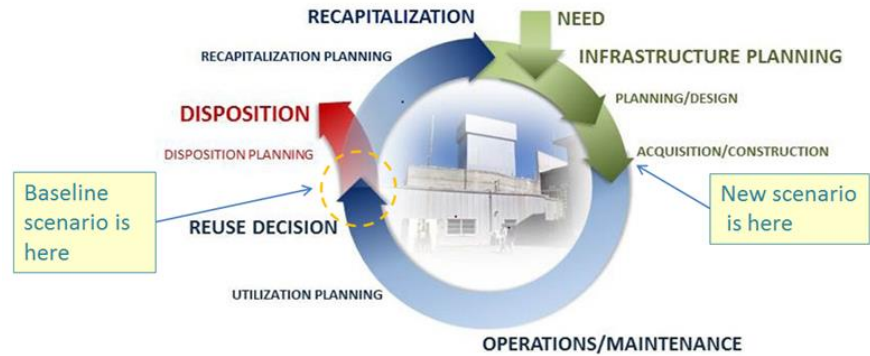 RECAPITALIZATION
NEED
RECAPITALIZATION PLANNING
INFRASTRUCTURE PLANNING
PLANNING/DESIGN
DISPOSITION
DISPOSITION PLANNING
ACQUISITION/CONSTRUCTION
Baseline
scenario is
here
New scenario
is here
REUSE DECISION
UTILIZATION PLANNING
OPERATIONS/MAINTENANCE